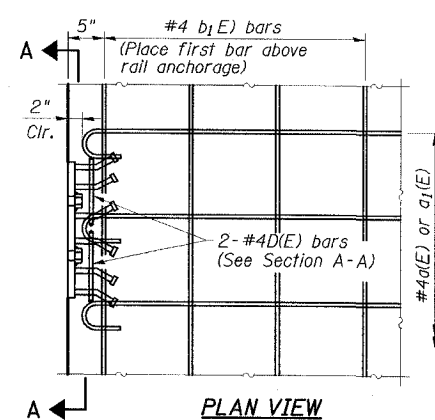 5"
#4 b₁ E) bars
(Place first bar above
rail anchorage)
A
2"
Clr.
2-#4D(E) bars
(See Section A-A)
#4a(E) or a₁(E)
A
PLAN VIEW